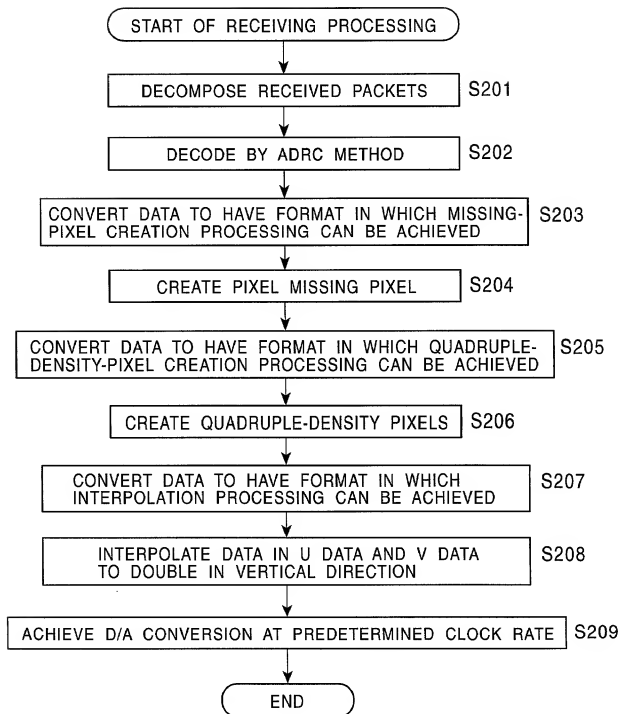 START OF RECEIVING PROCESSING
DECOMPOSE RECEIVED PACKETS S201
DECODE BY ADRC METHOD S202
CONVERT DATA TO HAVE FORMAT IN WHICH MISSING-
PIXEL CREATION PROCESSING CAN BE ACHIEVED S203
CREATE PIXEL MISSING PIXEL S204
CONVERT DATA TO HAVE FORMAT IN WHICH QUADRUPLE-
DENSITY-PIXEL CREATION PROCESSING CAN BE ACHIEVED S205
CREATE QUADRUPLE-DENSITY PIXELS S206
CONVERT DATA TO HAVE FORMAT IN WHICH
INTERPOLATION PROCESSING CAN BE ACHIEVED S207
INTERPOLATE DATA IN U DATA AND V DATA
TO DOUBLE IN VERTICAL DIRECTION S208
ACHIEVE D/A CONVERSION AT PREDETERMINED CLOCK RATE S209
END